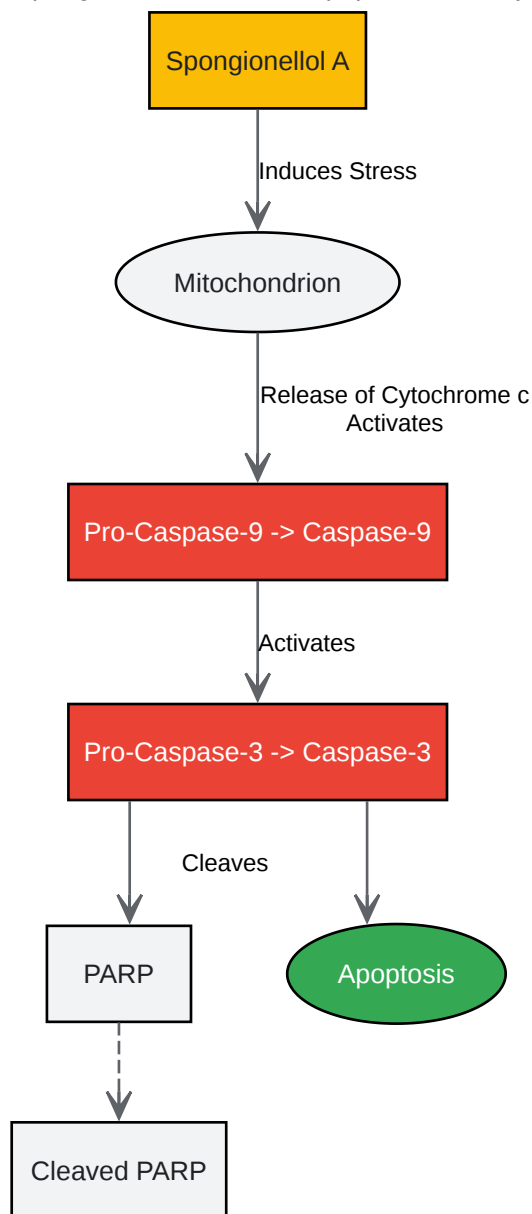 Spongionellol A
Induces Stress
Mitochondrion
Release of Cytochrome c
Activates
Pro-Caspase-9 -> Caspase-9
Activates
Pro-Caspase-3 -> Caspase-3
Cleaves
PARP
Apoptosis
Cleaved PARP